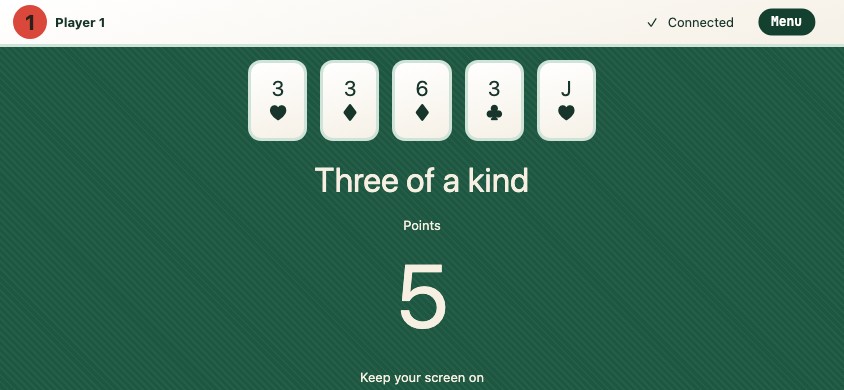 1 Player 1
✓ Connected
Menu
3 3 6 3 J
♥ ♦ ♦ ♣ ♥
Three of a kind
Points
5
Keep your screen on